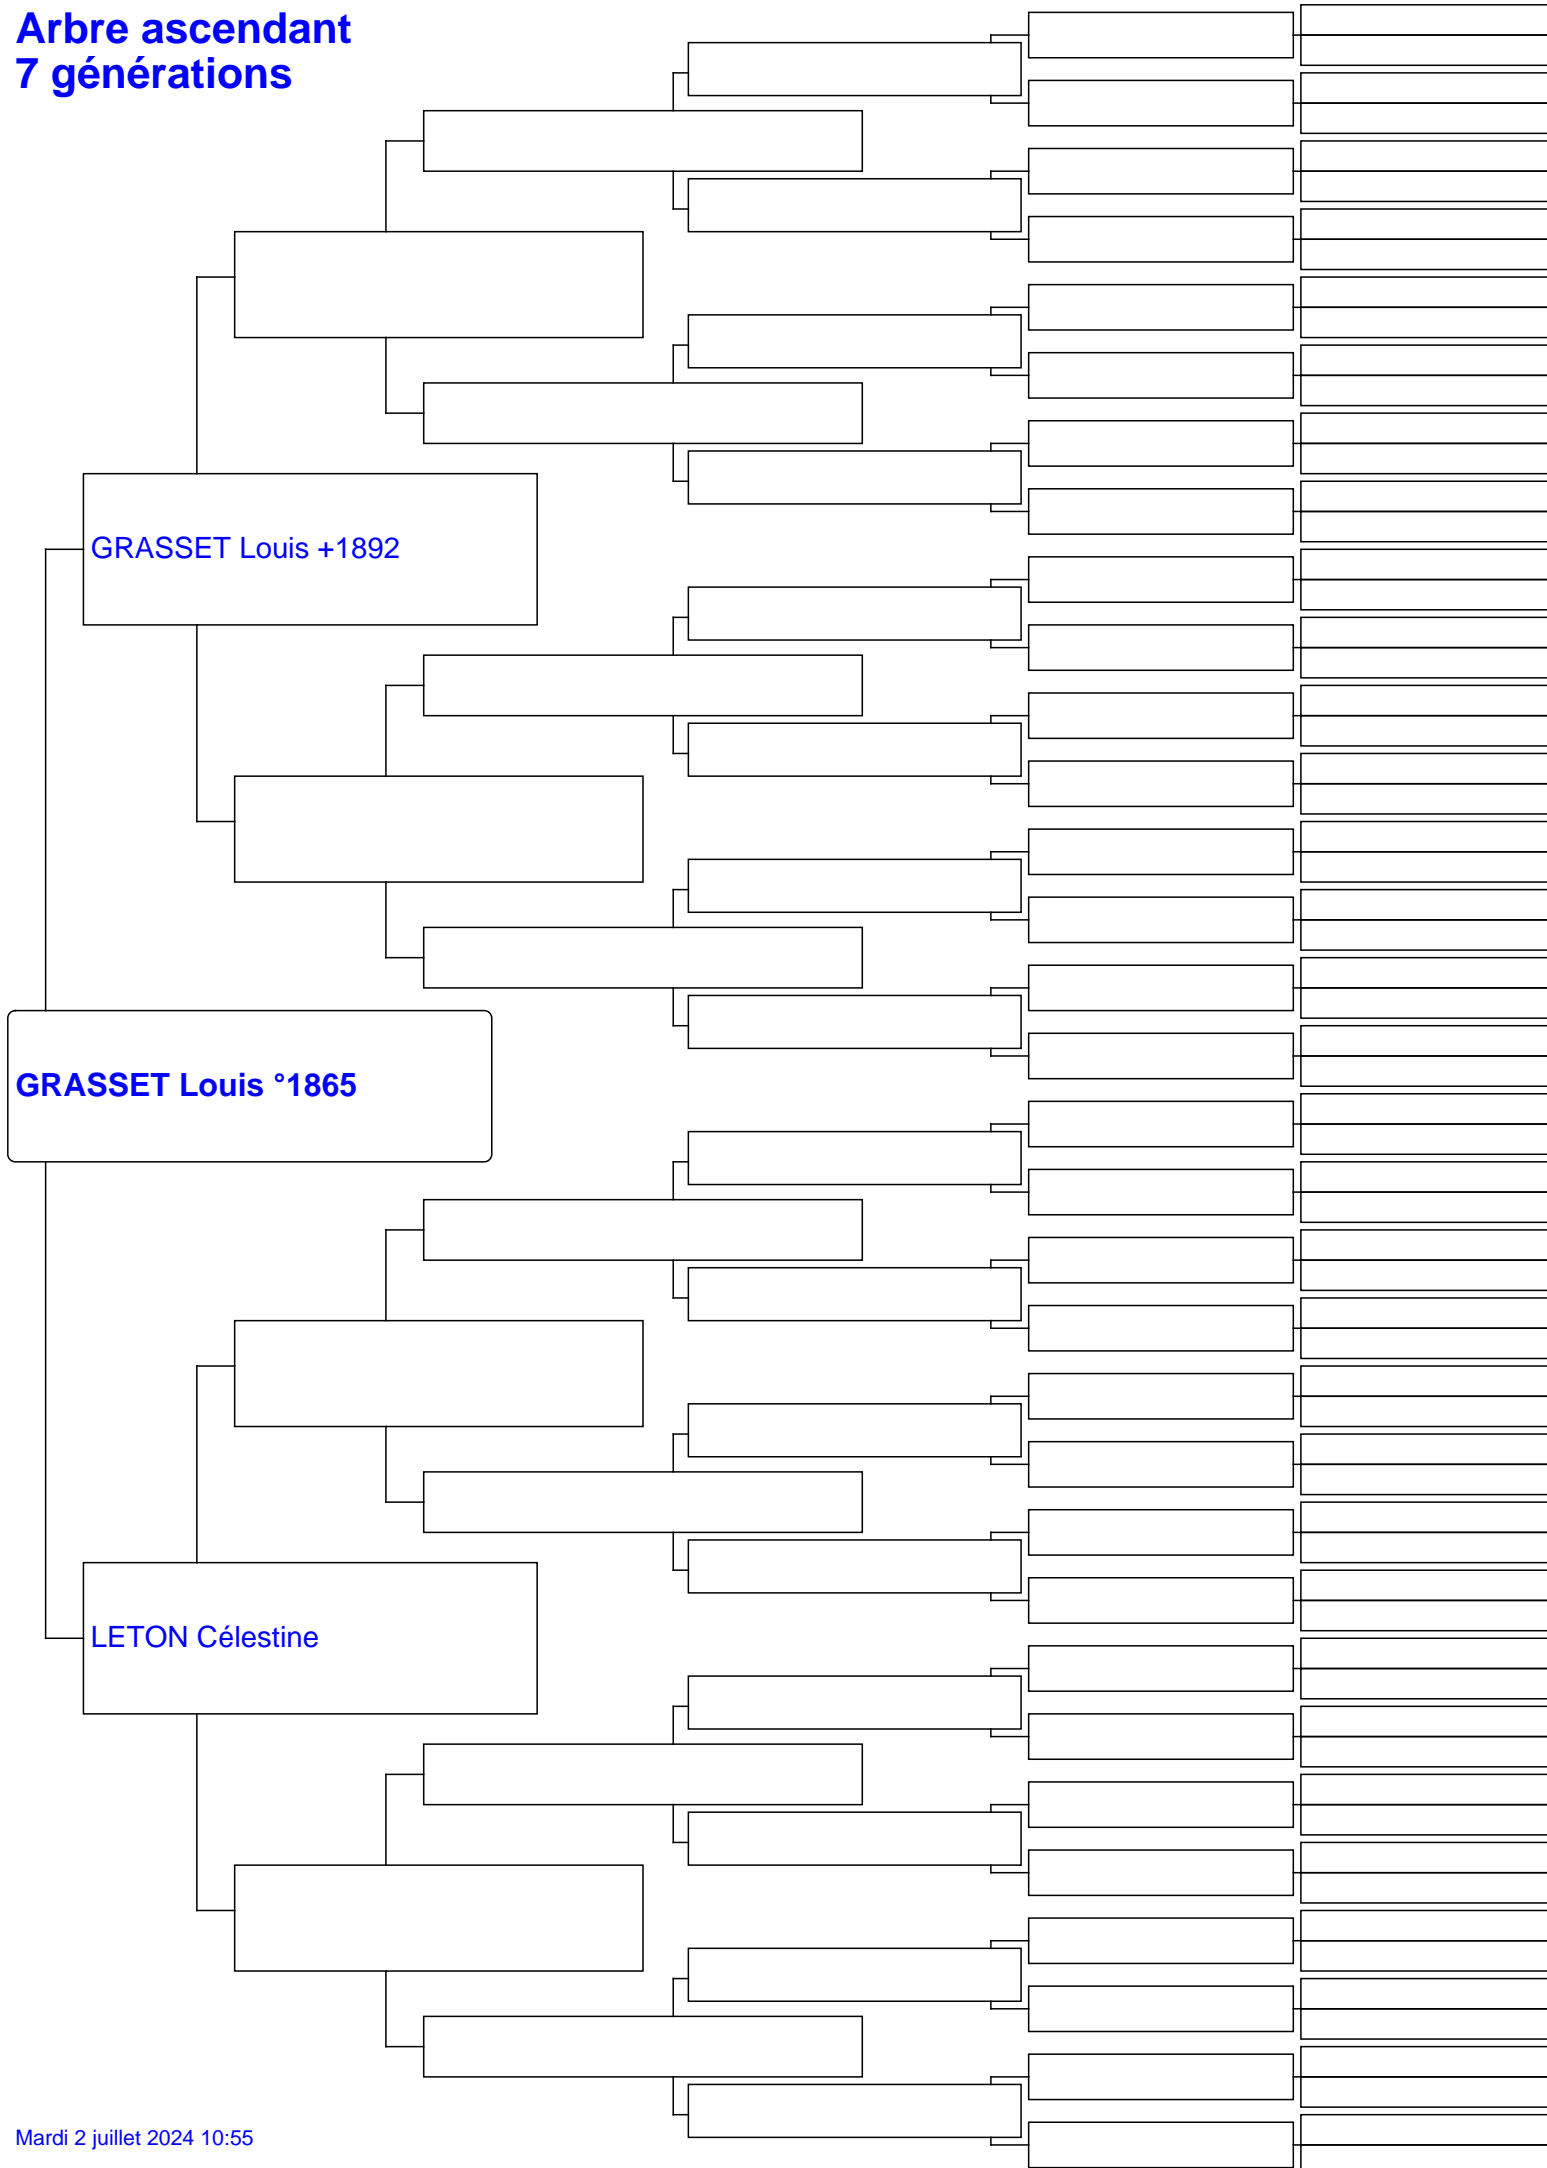 Arbre ascendant
7 générations
GRASSET Louis +1892
GRASSET Louis °1865
LETON Célestine
Mardi 2 juillet 2024 10:55